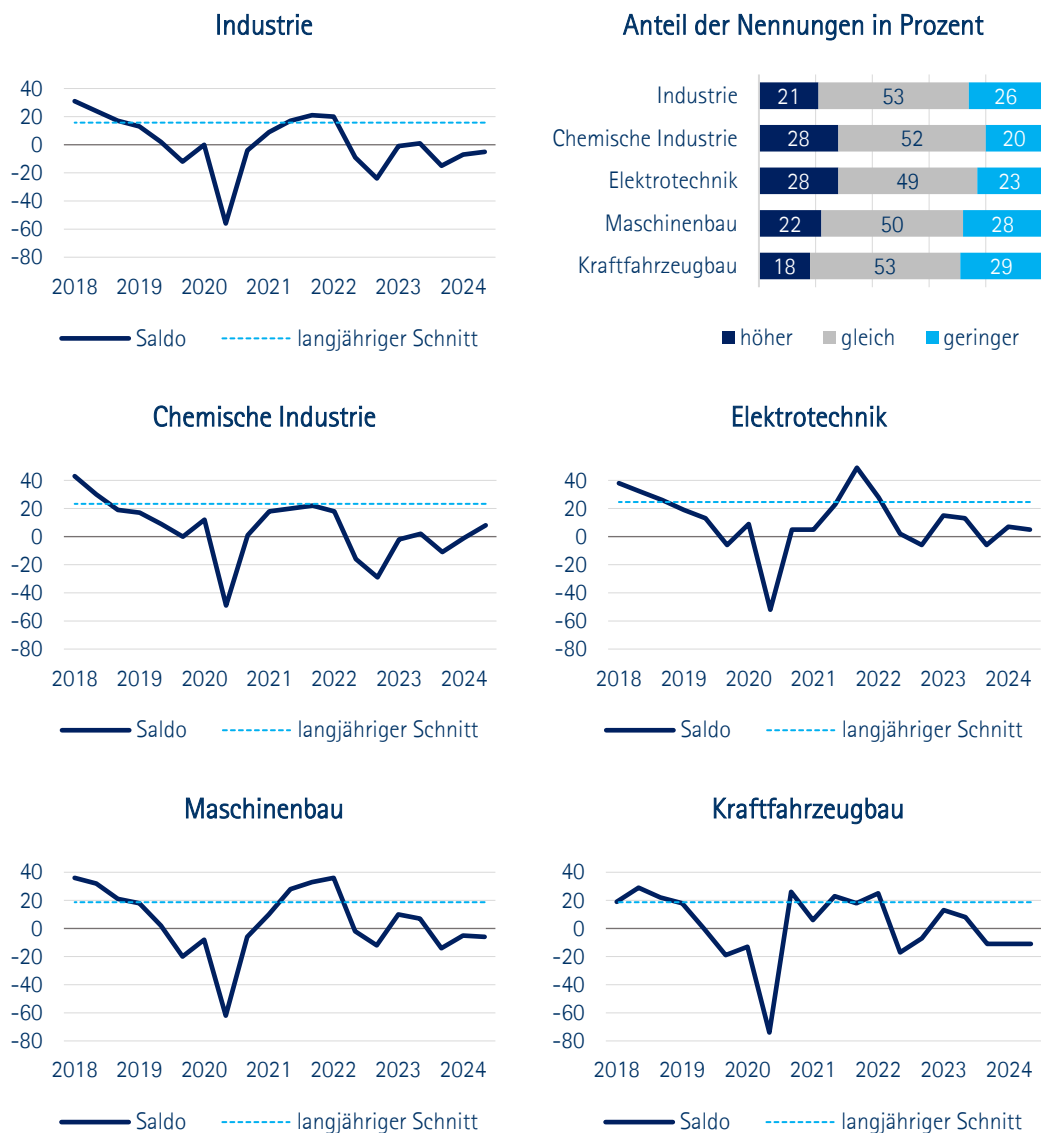 Industrie
40
20
0
-20
-40
-60
-80
2018 2019 2020 2021 2022 2023 2024
Saldo langjähriger Schnitt
Anteil der Nennungen in Prozent
Industrie 21 53 26
Chemische Industrie 28 52 20
Elektrotechnik 28 49 23
Maschinenbau 22 50 28
Kraftfahrzeugbau 18 53 29
höher gleich geringer
Chemische Industrie
40
20
0
-20
-40
-60
-80
2018 2019 2020 2021 2022 2023 2024
Saldo langjähriger Schnitt
Elektrotechnik
40
20
0
-20
-40
-60
-80
2018 2019 2020 2021 2022 2023 2024
Saldo langjähriger Schnitt
Maschinenbau
40
20
0
-20
-40
-60
-80
2018 2019 2020 2021 2022 2023 2024
Saldo langjähriger Schnitt
Kraftfahrzeugbau
40
20
0
-20
-40
-60
-80
2018 2019 2020 2021 2022 2023 2024
Saldo langjähriger Schnitt